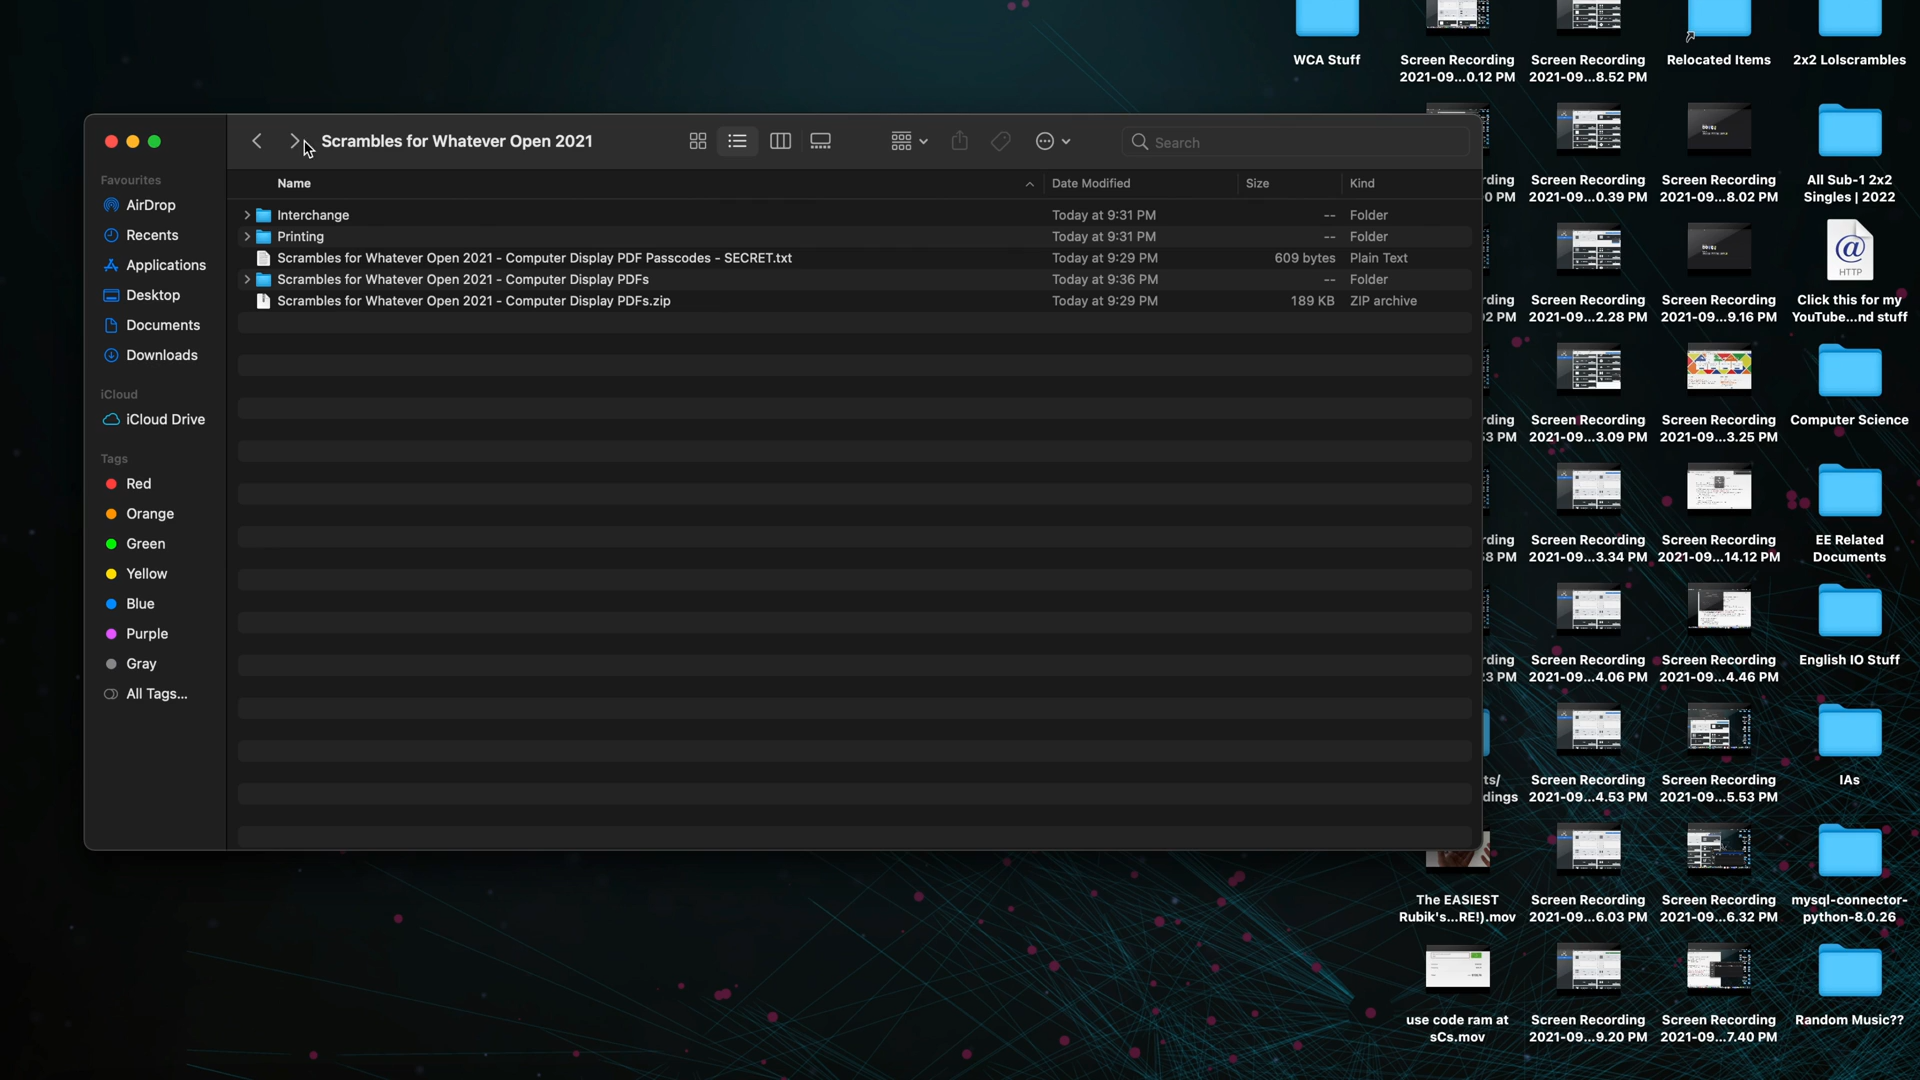 WCA Stuff
Screen Recording
2021-09...0.12 PM
Screen Recording
2021-09...8.52 PM
Relocated Items
2x2 Lolscrambles
Scrambles for Whatever Open 2021
Search
Name
Date Modified
Size
Kind
Interchange
Today at 9:31 PM
--
Folder
Printing
Today at 9:31 PM
--
Folder
Scrambles for Whatever Open 2021 - Computer Display PDF Passcodes - SECRET.txt
Today at 9:29 PM
609 bytes
Plain Text
Scrambles for Whatever Open 2021 - Computer Display PDFs
Today at 9:36 PM
--
Folder
Scrambles for Whatever Open 2021 - Computer Display PDFs.zip
Today at 9:29 PM
189 KB
ZIP archive
Favourites
AirDrop
Recents
Applications
Desktop
Documents
Downloads
iCloud
iCloud Drive
Tags
Red
Orange
Green
Yellow
Blue
Purple
Gray
All Tags...
Screen Recording
2021-09...0.39 PM
Screen Recording
2021-09...8.02 PM
All Sub-1 2x2
Singles | 2022
HTTP
Screen Recording
2021-09...2.28 PM
Screen Recording
2021-09...9.16 PM
Click this for my
YouTube...nd stuff
Screen Recording
2021-09...3.09 PM
Screen Recording
2021-09...3.25 PM
Computer Science
Screen Recording
2021-09...3.34 PM
Screen Recording
2021-09...14.12 PM
EE Related
Documents
Screen Recording
2021-09...4.06 PM
Screen Recording
2021-09...4.46 PM
English IO Stuff
ts/
dings
Screen Recording
2021-09...4.53 PM
Screen Recording
2021-09...5.53 PM
IAs
The EASIEST
Rubik's...RE!).mov
Screen Recording
2021-09...6.03 PM
Screen Recording
2021-09...6.32 PM
mysql-connector-
python-8.0.26
use code ram at
sCs.mov
Screen Recording
2021-09...9.20 PM
Screen Recording
2021-09...7.40 PM
Random Music??